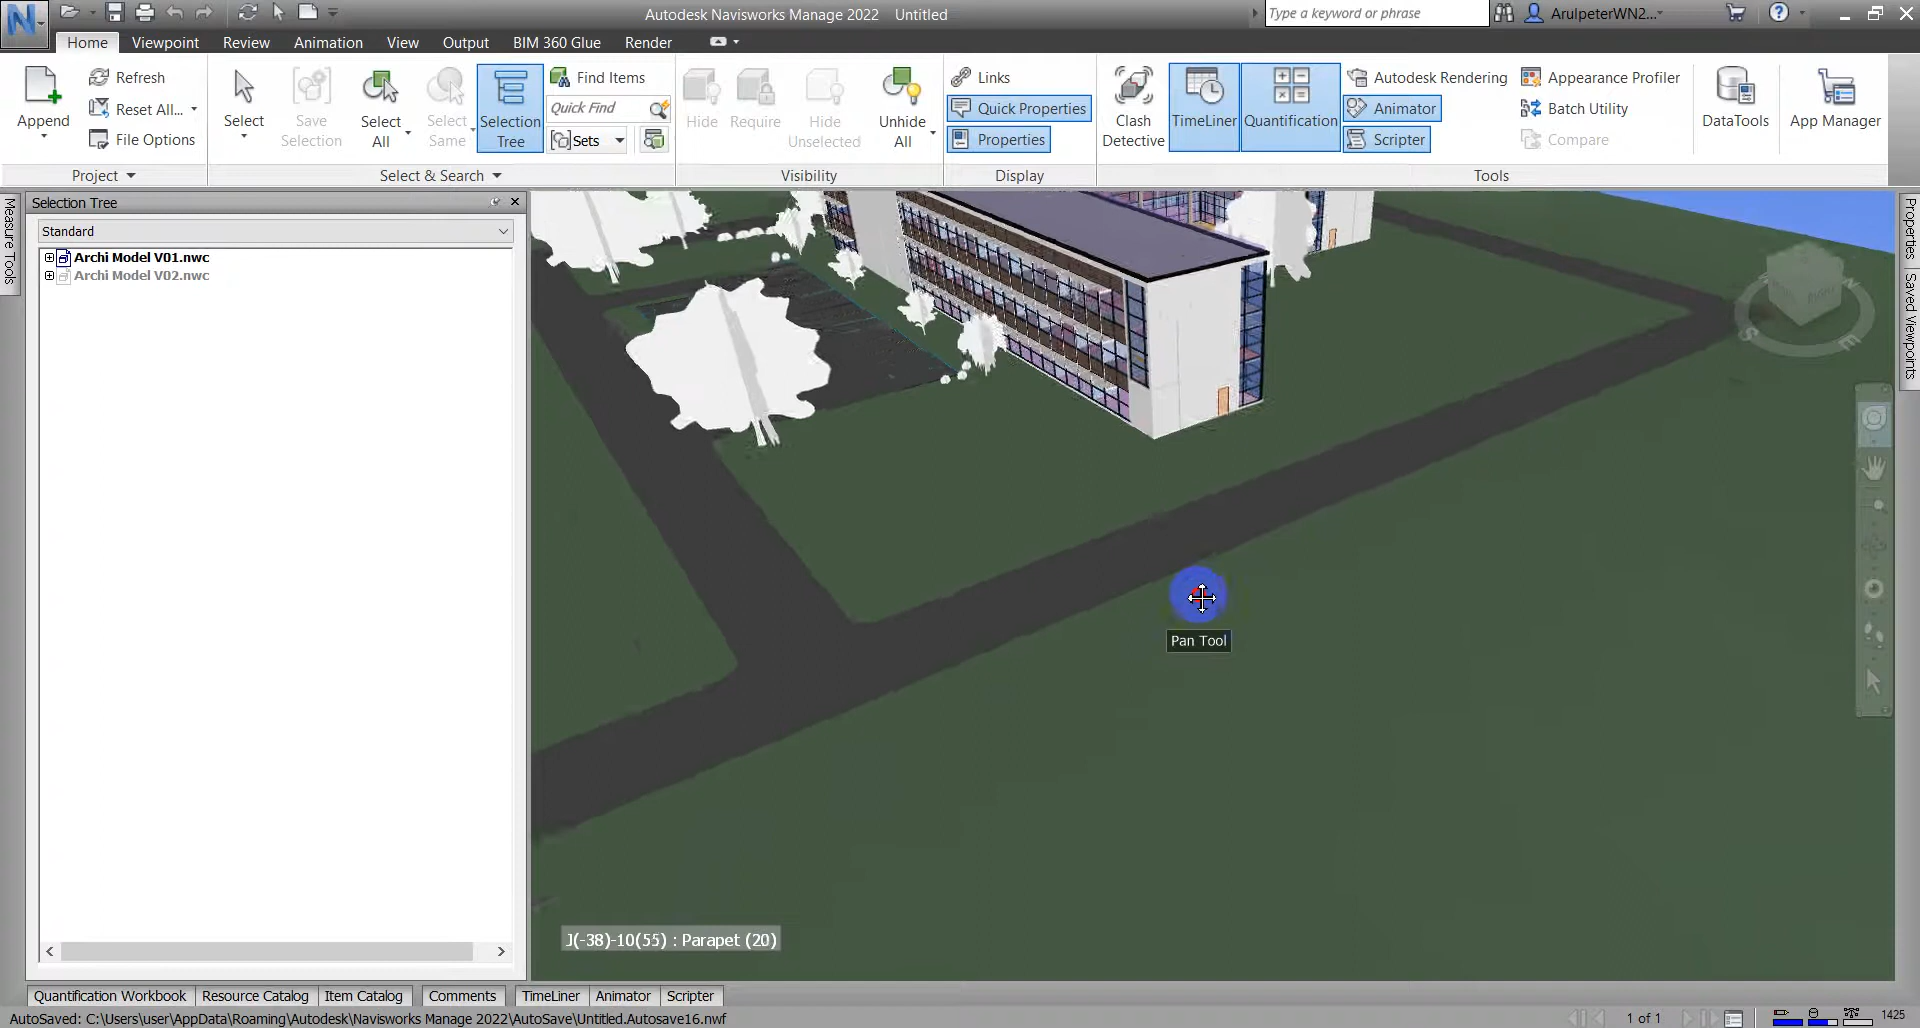 Autodesk Navisworks Manage 2022 Untitled
Type a keyword or phrase
ArulpeterWN2...
Home Viewpoint Review Animation View Output BIM 360 Glue Render
Append
Refresh
Reset All...
File Options
Project
Select
Save Selection
Select All
Select Same
Selection Tree
Find Items
Quick Find
Sets
Select & Search
Hide
Require
Hide Unselected
Unhide All
Visibility
Links
Quick Properties
Properties
Display
Clash Detective
TimeLiner
Quantification
Autodesk Rendering
Animator
Scripter
Appearance Profiler
Batch Utility
Compare
Tools
DataTools
App Manager
Measure Tools
Selection Tree
Standard
Archi Model V01.nwc
Archi Model V02.nwc
Pan Tool
S
E
Properties
Saved Viewpoints
J(-38)-10(55) : Parapet (20)
Quantification Workbook Resource Catalog Item Catalog Comments TimeLiner Animator Scripter
AutoSaved: C:\Users\user\AppData\Roaming\Autodesk\Navisworks Manage 2022\AutoSave\Untitled.Autosave16.nwf
1 of 1
1425